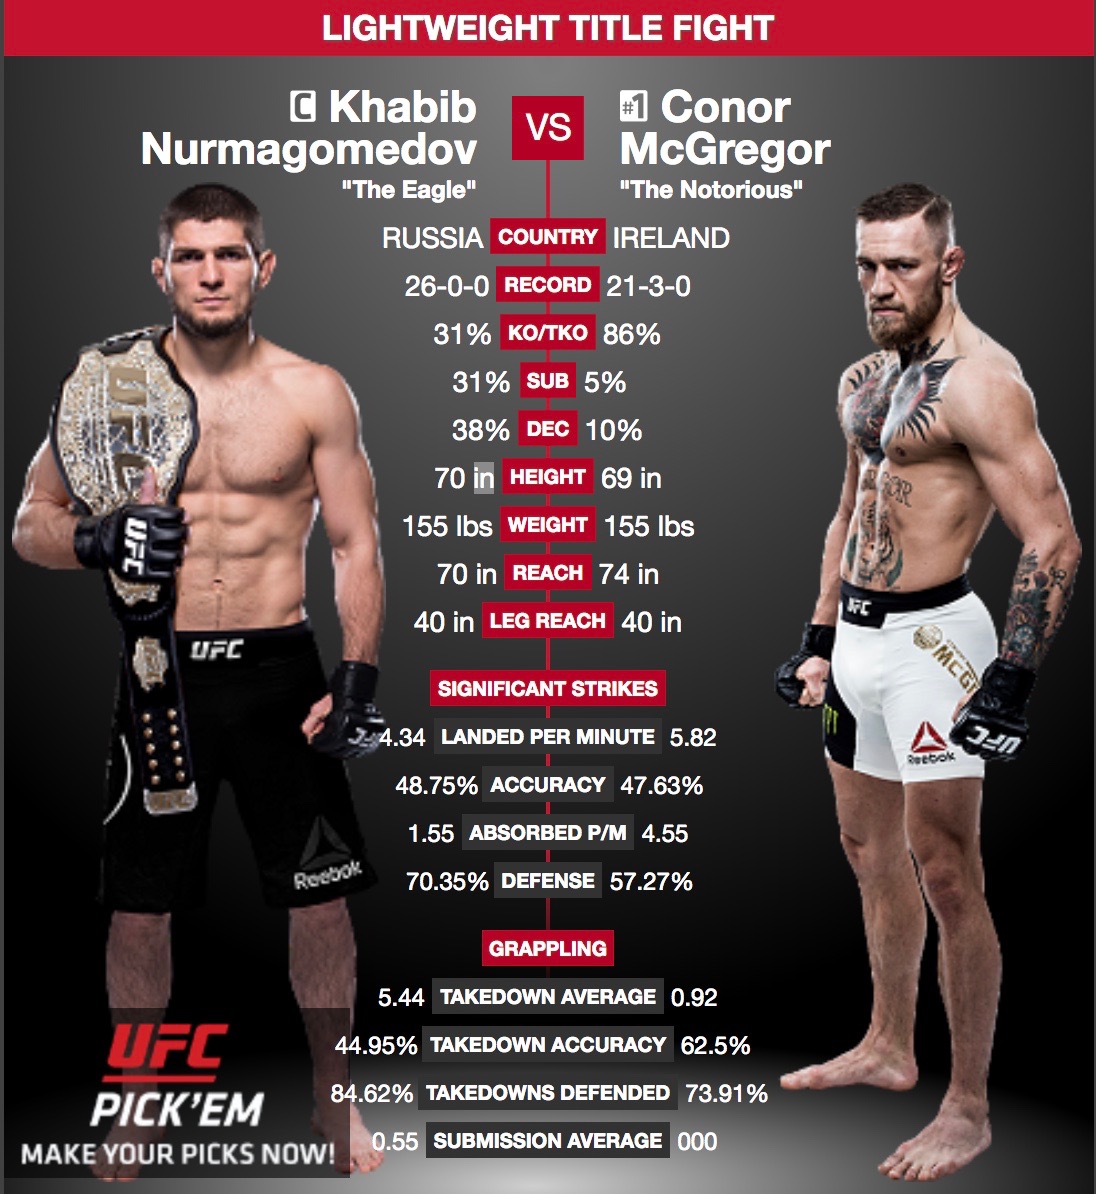 LIGHTWEIGHT TITLE FIGHT
C Khabib
Nurmagomedov
"The Eagle"
VS
#1 Conor
McGregor
"The Notorious"
RUSSIA COUNTRY IRELAND
26-0-0 RECORD 21-3-0
31% KO/TKO 86%
31% SUB 5%
38% DEC 10%
70 in HEIGHT 69 in
155 lbs WEIGHT 155 lbs
70 in REACH 74 in
40 in LEG REACH 40 in
SIGNIFICANT STRIKES
4.34 LANDED PER MINUTE 5.82
48.75% ACCURACY 47.63%
1.55 ABSORBED P/M 4.55
70.35% DEFENSE 57.27%
GRAPPLING
5.44 TAKEDOWN AVERAGE 0.92
44.95% TAKEDOWN ACCURACY 62.5%
84.62% TAKEDOWNS DEFENDED 73.91%
0.55 SUBMISSION AVERAGE 000
UFC
PICK'EM
MAKE YOUR PICKS NOW!
UFC
UFC
UFC
Reebok
UFC
MCG
Reebok
UFC